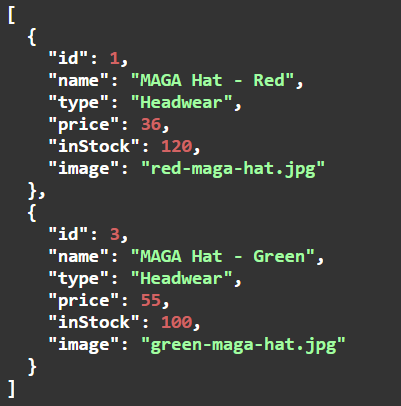 [
  {
    "id": 1,
    "name": "MAGA Hat - Red",
    "type": "Headwear",
    "price": 36,
    "inStock": 120,
    "image": "red-maga-hat.jpg"
  },
  {
    "id": 3,
    "name": "MAGA Hat - Green",
    "type": "Headwear",
    "price": 55,
    "inStock": 100,
    "image": "green-maga-hat.jpg"
  }
]